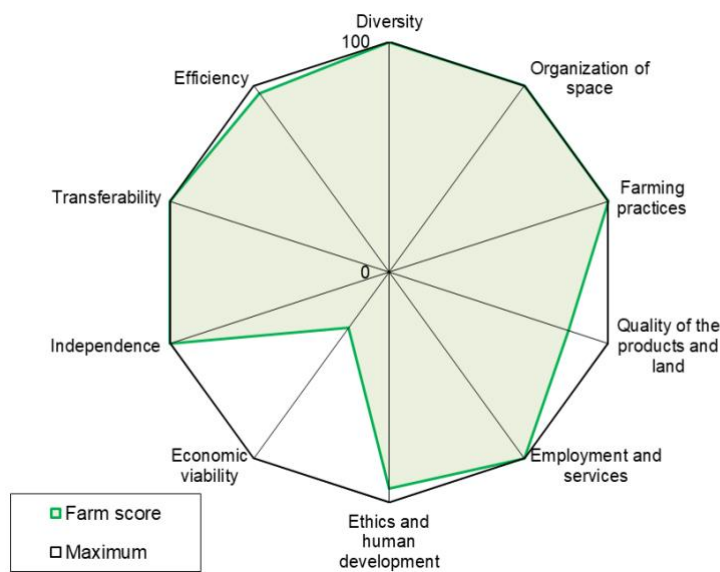 Diversity
100
Organization of
space
Farming
practices
Quality of the
products and
land
Employment and
services
Ethics and
human
development
Economic
viability
Independence
Transferability
Efficiency
0
Farm score
Maximum